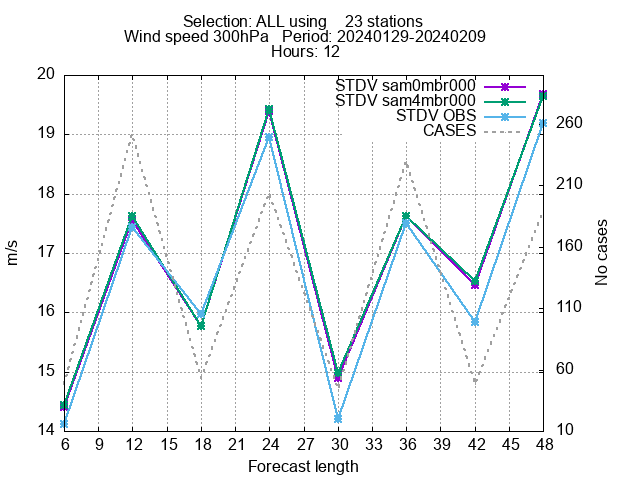 Selection: ALL using 23 stations
Wind speed 300hPa Period: 20240129-20240209
Hours: 12
STDV sam0mbr000
STDV sam4mbr000
STDV OBS
CASES
20
19
18
17
16
15
14
m/s
260
210
160
110
60
10
No cases
6 9 12 15 18 21 24 27 30 33 36 39 42 45 48
Forecast length